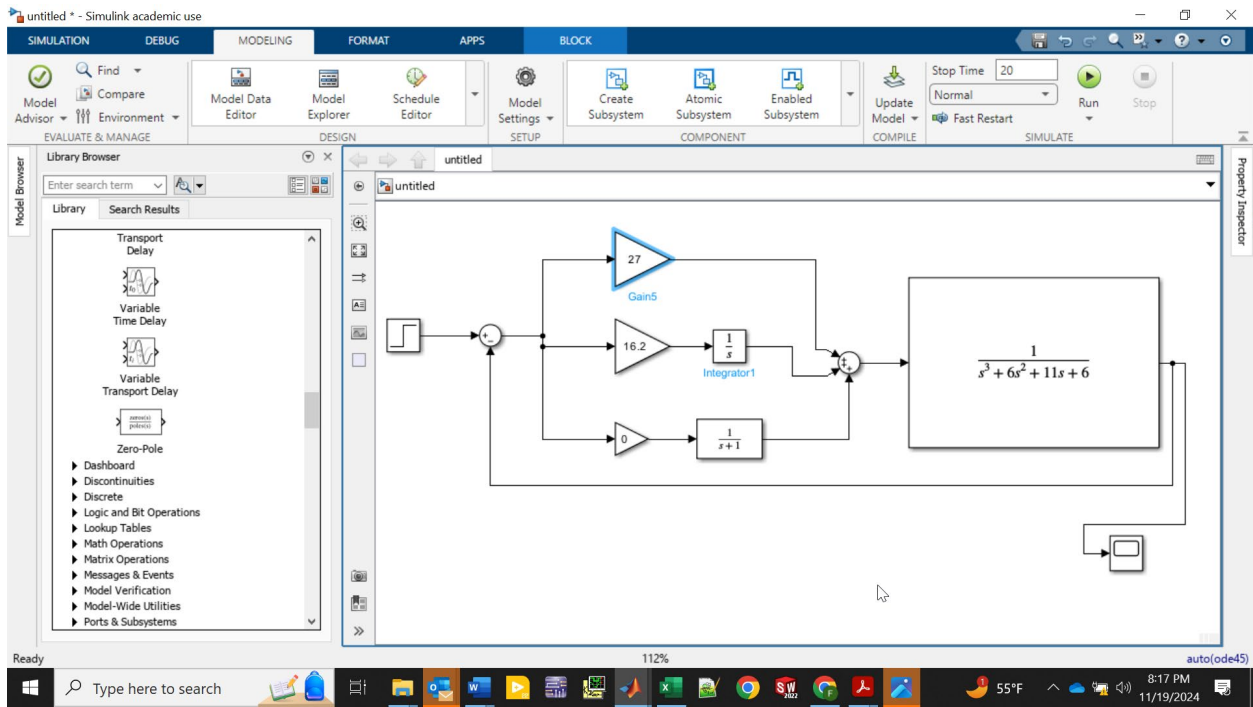 untitled * - Simulink academic use
SIMULATION DEBUG MODELING FORMAT APPS BLOCK
Find
Compare
Environment
Model Advisor
EVALUATE & MANAGE
Model Data Editor
Model Explorer
Schedule Editor
DESIGN
Model Settings
SETUP
Create Subsystem
Atomic Subsystem
Enabled Subsystem
COMPONENT
Update Model
COMPILE
Stop Time 20
Normal
Fast Restart
Run
Stop
SIMULATE
Model Browser
Library Browser
Enter search term
Library Search Results
Transport
Delay
Variable
Time Delay
Variable
Transport Delay
zeros(s)
poles(s)
Zero-Pole
Dashboard
Discontinuities
Discrete
Logic and Bit Operations
Lookup Tables
Math Operations
Matrix Operations
Messages & Events
Model Verification
Model-Wide Utilities
Ports & Subsystems
untitled
untitled
27
Gain5
16.2
1
s
Integrator1
0
1
s + 1
1
s³ + 6s² + 11s + 6
Property Inspector
Ready 112% auto(ode45)
Type here to search
55°F
8:17 PM
11/19/2024